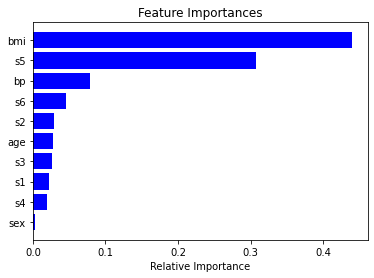 Feature Importances
bmi
s5
bp
s6
s2
age
s3
s1
s4
sex
0.0 0.1 0.2 0.3 0.4
Relative Importance